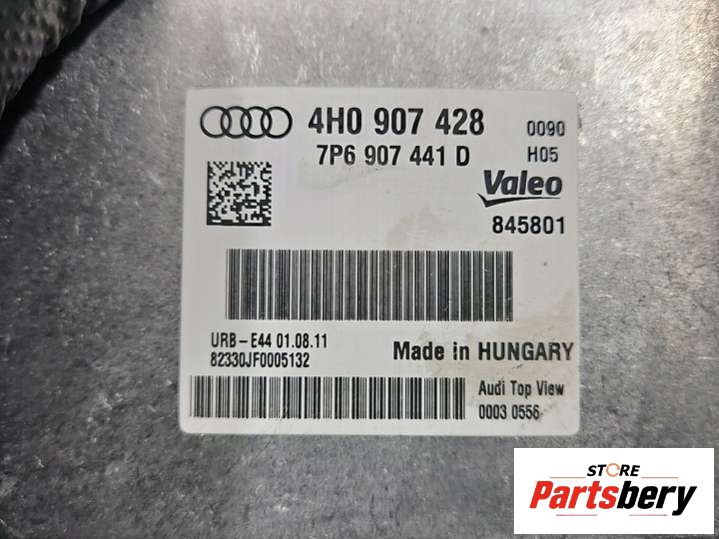 4H0 907 428 0090
7P6 907 441 D H05
Valeo
845801
URB-E44 01.08.11
82330JF0005132
Made in HUNGARY
Audi Top View
0003 0556
STORE
Partsbery